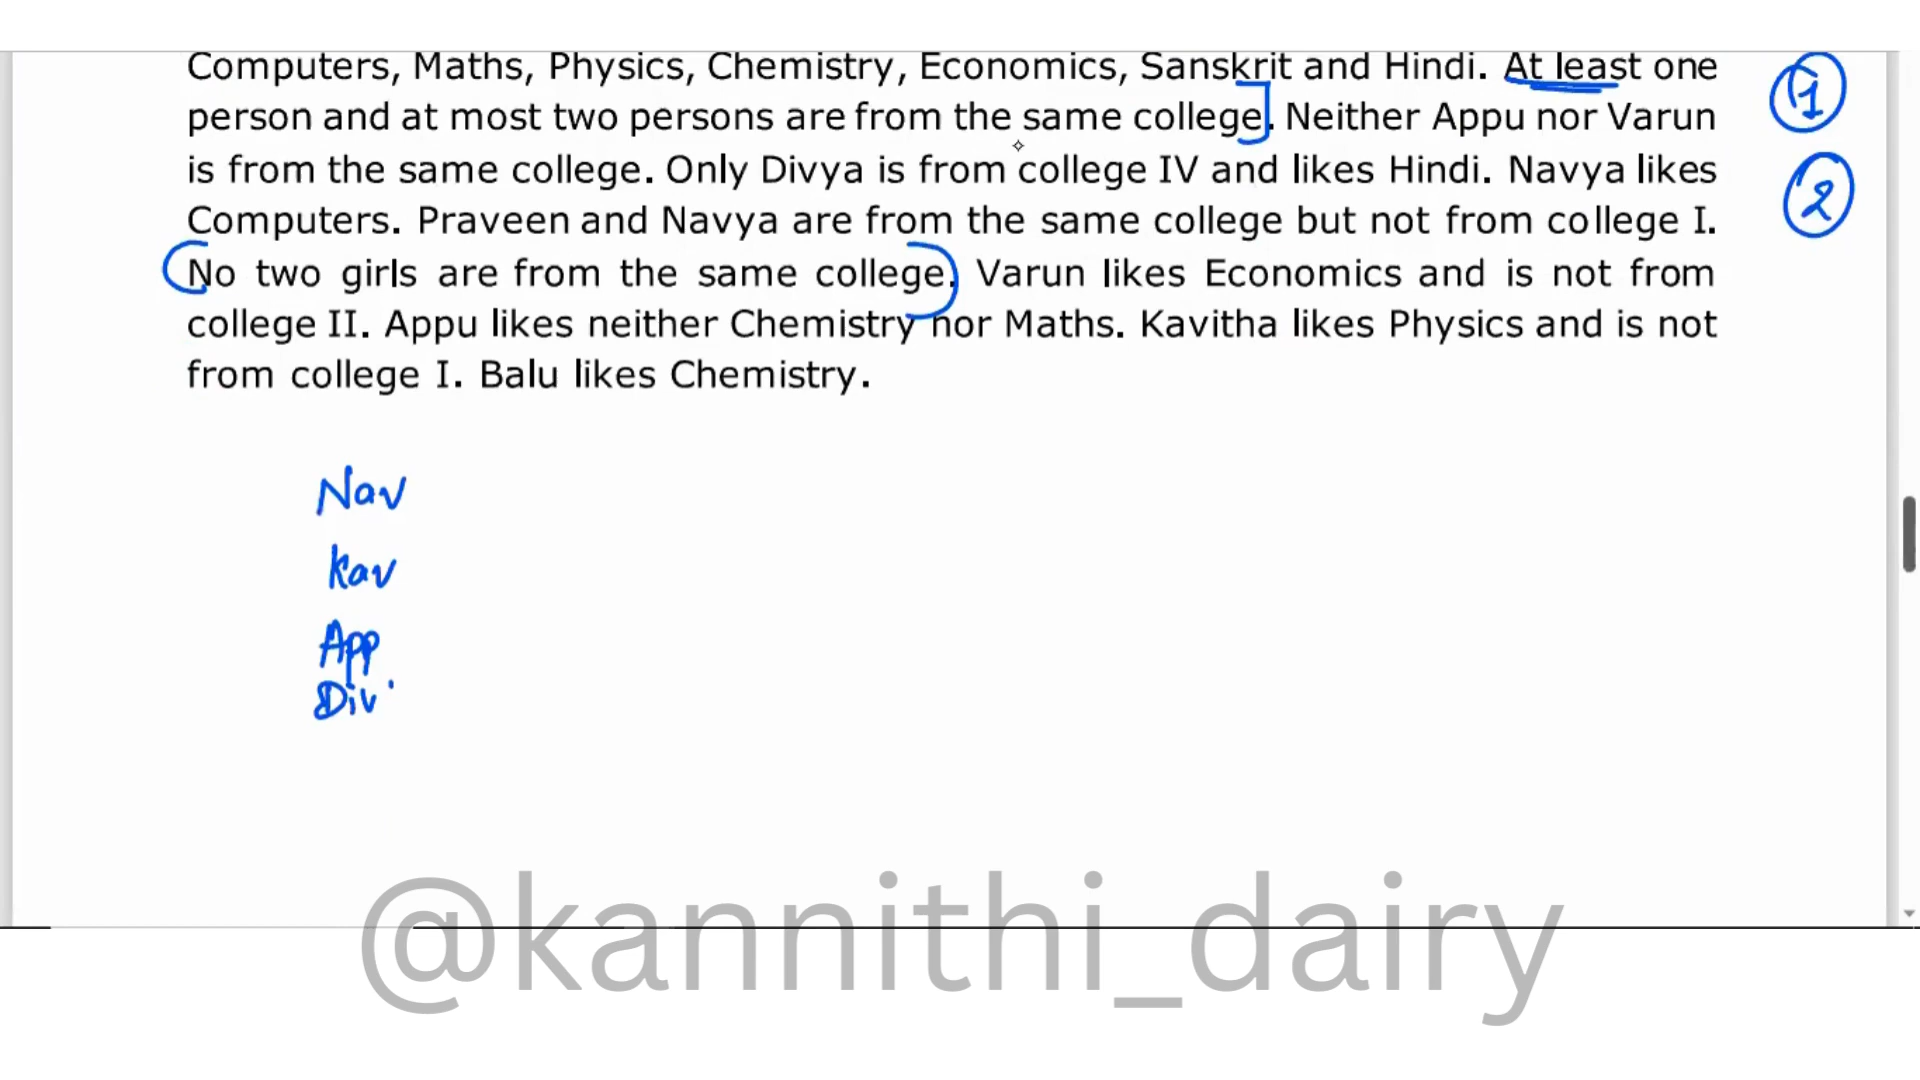 Computers, Maths, Physics, Chemistry, Economics, Sanskrit and Hindi. At least one
person and at most two persons are from the same college. Neither Appu nor Varun
is from the same college. Only Divya is from college IV and likes Hindi. Navya likes
Computers. Praveen and Navya are from the same college but not from college I.
No two girls are from the same college. Varun likes Economics and is not from
college II. Appu likes neither Chemistry nor Maths. Kavitha likes Physics and is not
from college I. Balu likes Chemistry.
1
2
Nav
Kav
App
Div
@kannithi_dairy